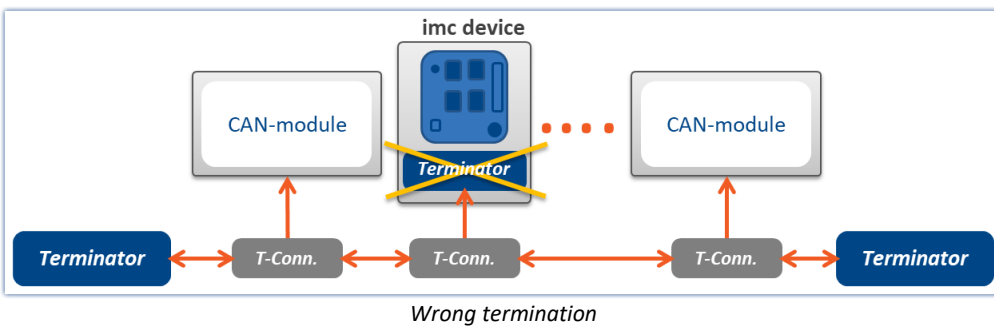 imc device
CAN-module
CAN-module
Terminator
Terminator
T-Conn.
T-Conn.
T-Conn.
Terminator
Wrong termination